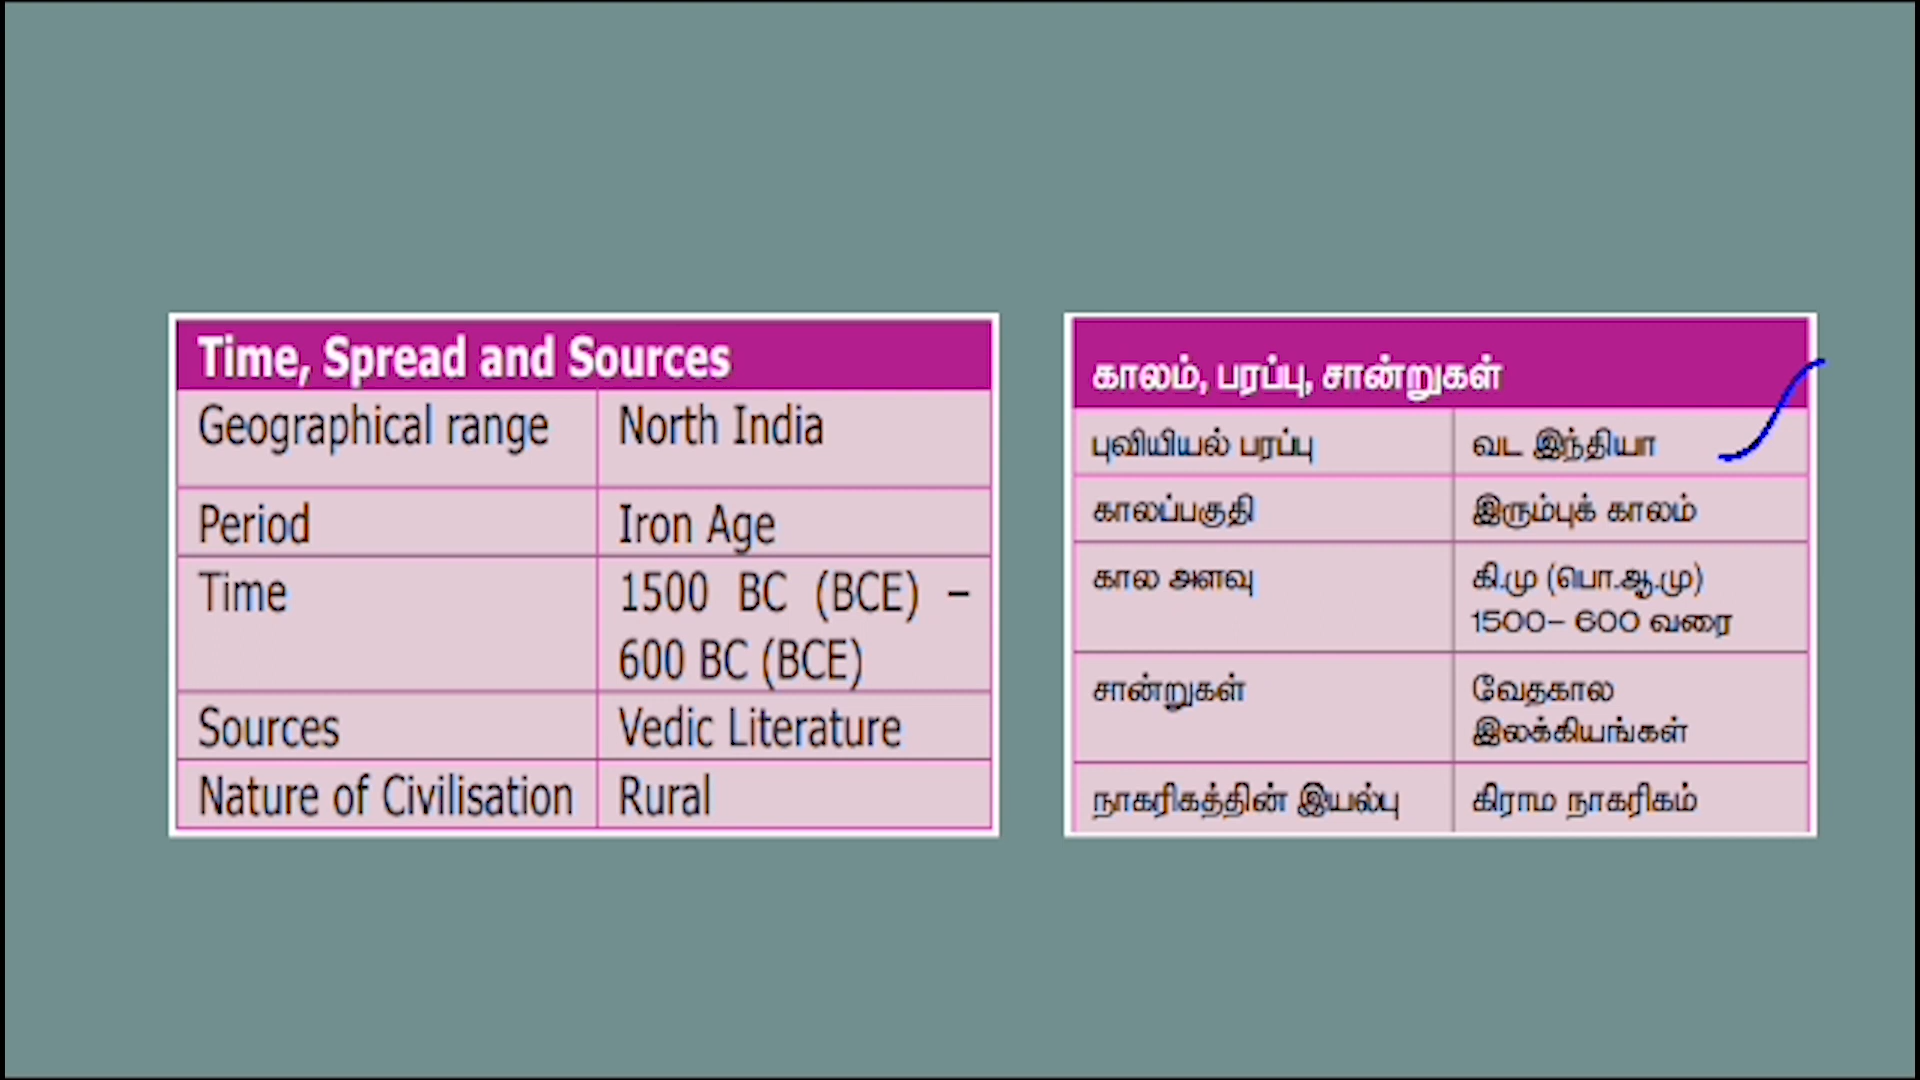 Time, Spread and Sources
Geographical range North India
Period Iron Age
Time 1500 BC (BCE) –
600 BC (BCE)
Sources Vedic Literature
Nature of Civilisation Rural
காலம், பரப்பு, சான்றுகள்
புவியியல் பரப்பு வட இந்தியா
காலப்பகுதி இரும்புக் காலம்
கால அளவு கி.மு (பொ.ஆ.மு)
1500– 600 வரை
சான்றுகள் வேதகால
இலக்கியங்கள்
நாகரிகத்தின் இயல்பு கிராம நாகரிகம்